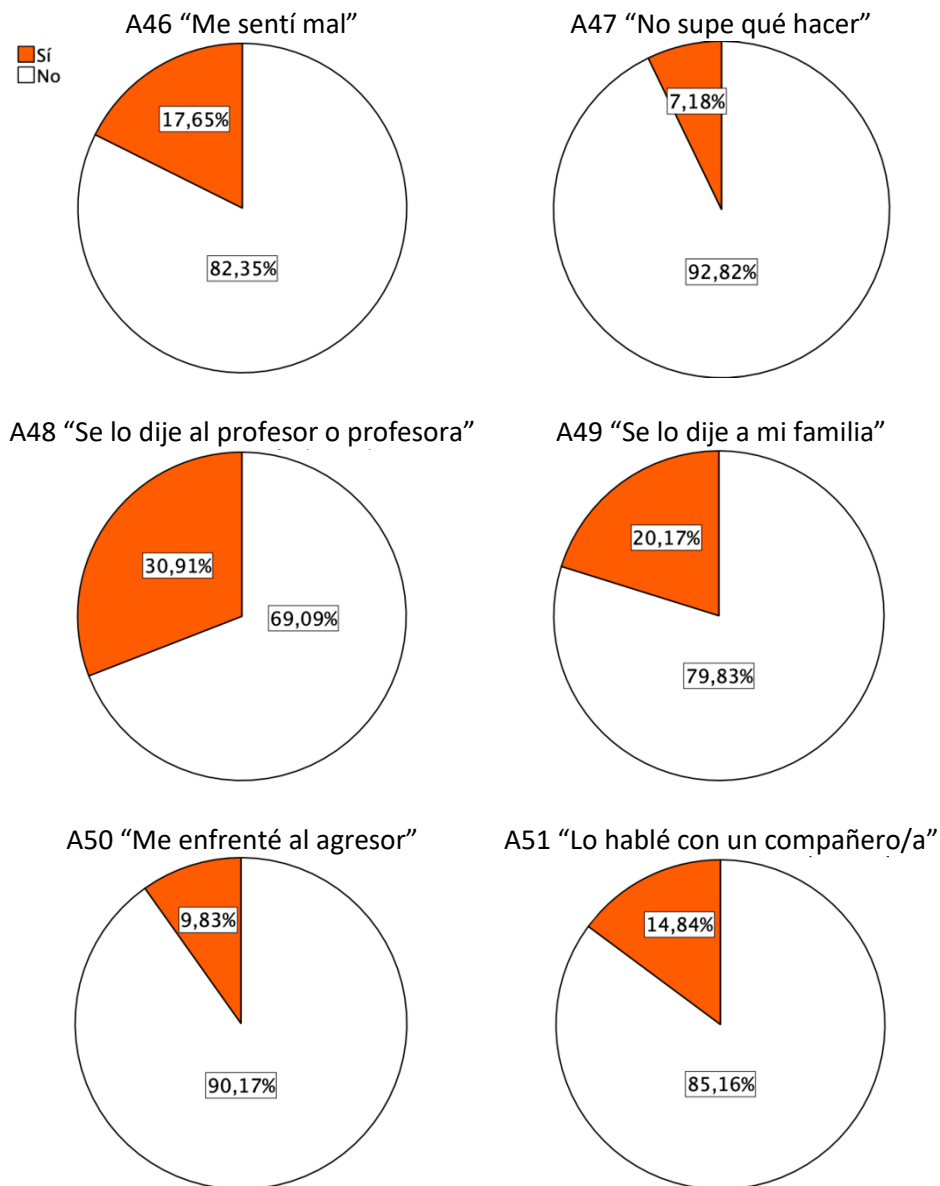 A46 “Me sentí mal”
A47 “No supe qué hacer”
Sí
No
17,65%
82,35%
7,18%
92,82%
A48 “Se lo dije al profesor o profesora”
A49 “Se lo dije a mi familia”
30,91%
69,09%
20,17%
79,83%
A50 “Me enfrenté al agresor”
A51 “Lo hablé con un compañero/a”
9,83%
90,17%
14,84%
85,16%